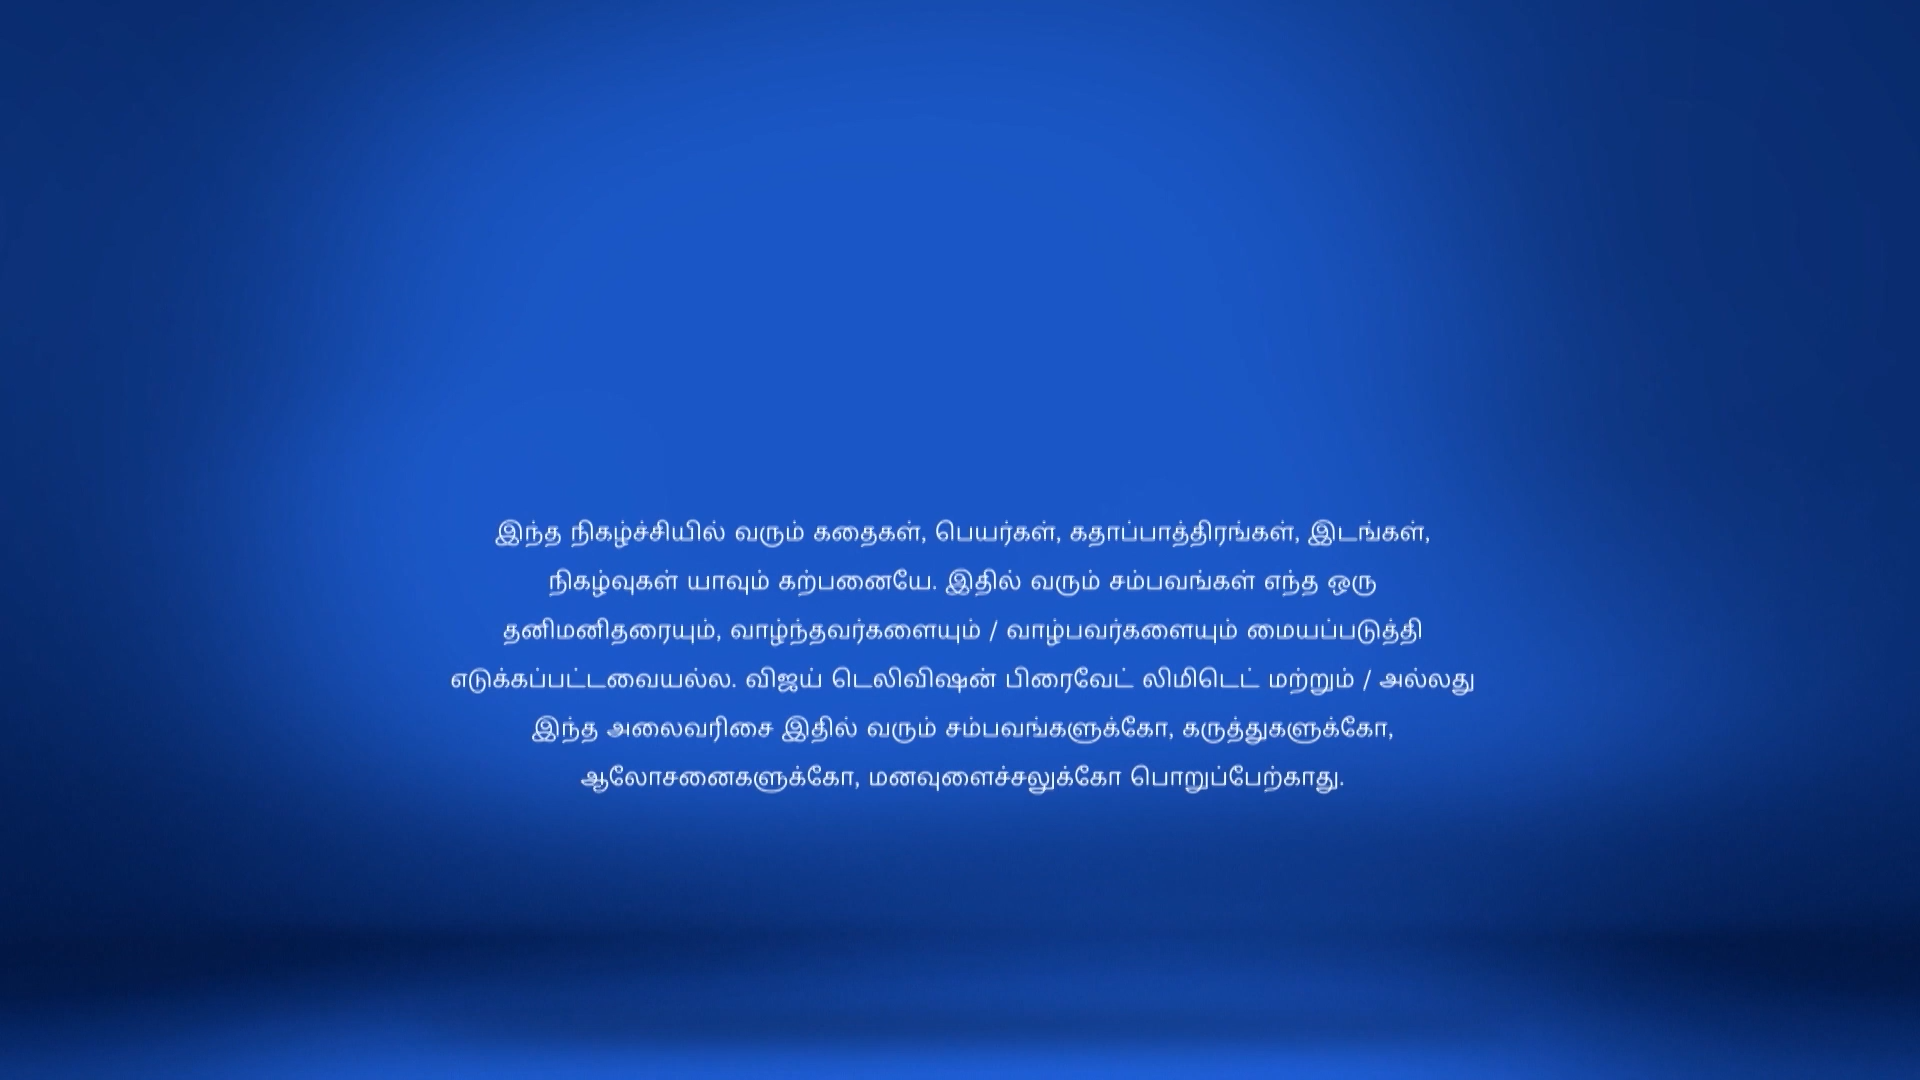 இந்த நிகழ்ச்சியில் வரும் கதைகள், பெயர்கள், கதாப்பாத்திரங்கள், இடங்கள்,
நிகழ்வுகள் யாவும் கற்பனையே. இதில் வரும் சம்பவங்கள் எந்த ஒரு
தனிமனிதரையும், வாழ்ந்தவர்களையும் / வாழ்பவர்களையும் மையப்படுத்தி
எடுக்கப்பட்டவையல்ல. விஜய் டெலிவிஷன் பிரைவேட் லிமிடெட் மற்றும் / அல்லது
இந்த அலைவரிசை இதில் வரும் சம்பவங்களுக்கோ, கருத்துகளுக்கோ,
ஆலோசனைகளுக்கோ, மனவுளைச்சலுக்கோ பொறுப்பேற்காது.